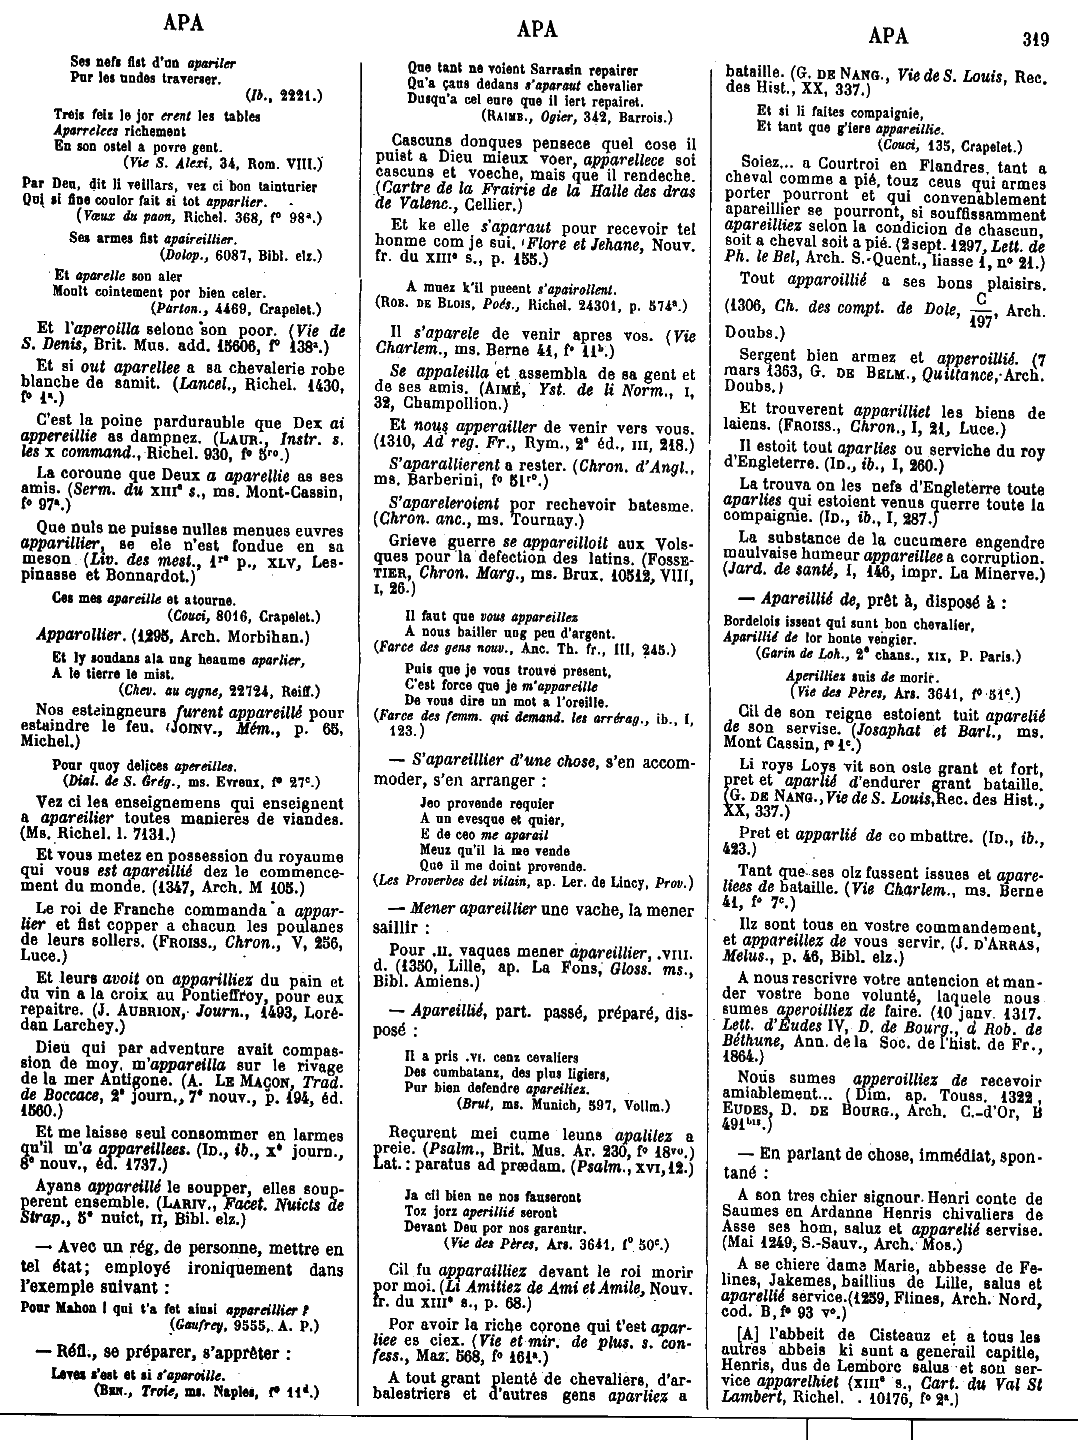 APA
Ses nefs fist d'un apariler
Pur les undes traverser.
(Ib., 2221.)
Treis feiz le jor erent les tables
Aparrelees richement
En son ostel a povre gent.
(Vie S. Alexi, 34, Rom. VIII.)
Par Deu, dit li veillars, vez ci bon tainturier
Qui si fine coulor fait si tot apparlier.
(Vœux du paon, Richel. 368, f° 98ª.)
Ses armes fist apaireillier.
(Dolop., 6087, Bibl. elz.)
Et aparelle son aler
Moult cointement por bien celer.
(Parton., 4469, Crapelet.)
Et l'aperoilla selonc son poor. (Vie de
S. Denis, Brit. Mus. add. 15606, f° 138ª.)
Et si out aparellee a sa chevalerie robe
blanche de samit. (Lancel., Richel. 1430,
f° 1ª.)
C'est la poine pardurauble que Dex ai
appereillie as dampnez. (LAUR., Instr. s.
les x command., Richel. 930, f° 5ʳᵒ.)
La coroune que Deux a aparellie as ses
amis. (Serm. du XIIIᵉ s., ms. Mont-Cassin,
f° 97ª.)
Que nuls ne puisse nulles menues euvres
apparillier, se ele n'est fondue en sa
meson (Liv. des mest., 1ʳᵉ p., XLV, Les-
pinasse et Bonnardot.)
Ces mes apareille et atourne.
(Couci, 8016, Crapelet.)
Apparollier. (1295, Arch. Morbihan.)
Et ly soudans ala ung heaume aparlier,
A le tierre le mist.
(Chev. au cygne, 22724, Reiff.)
Nos esteingneurs furent appareillé pour
estaindre le feu. (JOINV., Mém., p. 65,
Michel.)
Pour quoy delices apereilles.
(Dial. de S. Grég., ms. Evreux, f° 27ᶜ.)
Vez ci les enseignemens qui enseignent
a apareilier toutes manieres de viandes.
(Ms. Richel. l. 7131.)
Et vous metez en possession du royaume
qui vous est apareillié dez le commence-
ment du monde. (1347, Arch. M 105.)
Le roi de Franche commanda a appar-
lier et fist copper a chacun les poulanes
de leurs sollers. (FROISS., Chron., V, 256,
Luce.)
Et leurs avoit on apparilliez du pain et
du vin a la croix au Pontieffroy, pour eux
repaitre. (J. AUBRION, Journ., 1493, Loré-
dan Larchey.)
Dieu qui par adventure avait compas-
sion de moy, m'appareilla sur le rivage
de la mer Antigone. (A. LE MAÇON, Trad.
de Boccace, 2ᵉ journ., 7ᵉ nouv., p. 194, éd.
1560.)
Et me laisse seul consommer en larmes
qu'il m'a appareillees. (ID., ib., Xᵉ journ.,
8ᵉ nouv., éd. 1737.)
Ayans appareillé le soupper, elles soup-
perent ensemble. (LARIV., Facet. Nuicts de
Strap., 5ᵉ nuict, II, Bibl. elz.)
— Avec un rég. de personne, mettre en
tel état; employé ironiquement dans
l'exemple suivant :
Pour Mahon ! qui t'a fet ainsi appareillier ?
(Gaufrey, 9555, A. P.)
— Réfl., se préparer, s'apprêter :
Levez s'est et si s'aparoille.
(BEN., Troie, ms. Naples, f° 11ᵈ.)
APA
Que tant ne voient Sarrasin repairer
Qu'a çans dedans s'aparaut chevalier
Dusqu'a cel eure que il iert repairet.
(RAIMB., Ogier, 342, Barrois.)
Cascuns donques pensece quel cose il
puist a Dieu mieux voer, apparellece soi
cascuns et voeche, mais que il rendeche.
(Cartre de la Frairie de la Halle des dras
de Valenc., Cellier.)
Et ke elle s'aparaut pour recevoir tel
honme com je sui. (Flore et Jehane, Nouv.
fr. du XIIIᵉ s., p. 155.)
A muez k'il pueent s'apairollent.
(ROB. DE BLOIS, Poés., Richel. 24301, p. 574ª.)
Il s'aparele de venir apres vos. (Vie
Charlem., ms. Berne 41, f° 11ᵇ.)
Se appaleilla et assembla de sa gent et
de ses amis. (AIMÉ, Yst. de li Norm., I,
32, Champollion.)
Et nous apperailler de venir vers vous.
(1310, Ad reg. Fr., Rym., 2ᵉ éd., III, 218.)
S'aparallierent a rester. (Chron. d'Angl.,
ms. Barberini, f° 51ʳᵒ.)
S'apareleroient por rechevoir batesme.
(Chron. anc., ms. Tournay.)
Grieve guerre se appareilloit aux Vols-
ques pour la defection des latins. (FOSSE-
TIER, Chron. Marg., ms. Brux. 10512, VIII,
I, 26.)
Il faut que vous appareillez
A nous bailler ung peu d'argent.
(Farce des gens nouv., Anc. Th. fr., III, 245.)
Puis que je vous trouve present,
C'est force que je m'appareille
De vous dire un mot a l'oreille.
(Farce des femm. qui demand. les arrérag., ib., I,
123.)
— S'apareillier d'une chose, s'en accom-
moder, s'en arranger :
Jeo provende requier
A un evesque et quier,
E de ceo me aparail
Meuz qu'il la me vende
Que il me doint provende.
(Les Proverbes del vilain, ap. Ler. de Lincy, Prov.)
— Mener apareillier une vache, la mener
saillir :
Pour .II. vaques mener apareillier, .VIII.
d. (1350, Lille, ap. La Fons, Gloss. ms.,
Bibl. Amiens.)
— Apareillié, part. passé, préparé, dis-
posé :
Il a pris .VI. cenz cevaliers
Des cumbatanz, des plus ligiers,
Pur bien defendre apareiliez.
(Brut, ms. Munich, 597, Vollm.)
Reçurent mei cume leuns apalilez a
preie. (Psalm., Brit. Mus. Ar. 230, f° 18ᵛᵒ.)
Lat. : paratus ad prædam. (Psalm., XVI, 12.)
Ja cil bien ne nos fauseront
Toz jorz aperillié seront
Devant Deu por nos garentir.
(Vie des Pères, Ars. 3641, f° 50ᶜ.)
Cil fu apparailliez devant le roi morir
por moi. (Li Amitiez de Ami et Amile, Nouv.
fr. du XIIIᵉ s., p. 68.)
Por avoir la riche corone qui t'est apar-
liee es ciex. (Vie et mir. de plus. s. con-
fess., Maz. 568, f° 161ª.)
A tout grant plenté de chevaliers, d'ar-
balestriers et d'autres gens aparliez a
APA 319
bataille. (G. DE NANG., Vie de S. Louis, Rec.
des Hist., XX, 337.)
Et si li faites compaignie,
Et tant que g'iere appareillie.
(Couci, 135, Crapelet.)
Soiez... a Courtroi en Flandres, tant a
cheval comme a pié, touz ceus qui armes
porter pourront et qui convenablement
apareillier se pourront, si souffissamment
apareilliez selon la condicion de chascun,
soit a cheval soit a pié. (2 sept. 1297, Lett. de
Ph. le Bel, Arch. S.-Quent., liasse 1, n° 21.)
Tout apparoillié a ses bons plaisirs.
(1306, Ch. des compt. de Dole, C/197, Arch.
Doubs.)
Sergent bien armez et apperoillié. (7
mars 1363, G. DE BELM., Quittance, Arch.
Doubs.)
Et trouverent apparilliet les biens de
laiens. (FROISS., Chron., I, 21, Luce.)
Il estoit tout aparlies ou serviche du roy
d'Engleterre. (ID., ib., I, 260.)
La trouva on les nefs d'Engleterre toute
aparlies qui estoient venus querre toute la
compaignie. (ID., ib., I, 287.)
La substance de la cucumere engendre
maulvaise humeur appareillee a corruption.
(Jard. de santé, I, 146, impr. La Minerve.)
— Apareillié de, prêt à, disposé à :
Bordelois issent qui sunt bon chevalier,
Aparillié de lor honte vengier.
(Garin de Loh., 2ᵉ chans., XIX, P. Paris.)
Aperilliez suis de morir.
(Vie des Pères, Ars. 3641, f° 51ᶜ.)
Cil de son reigne estoient tuit aparelié
de son servise. (Josaphat et Barl., ms.
Mont Cassin, f° 1ᶜ.)
Li roys Loys vit son oste grant et fort,
pret et aparlié d'endurer grant bataille.
(G. DE NANG., Vie de S. Louis, Rec. des Hist.,
XX, 337.)
Pret et apparlié de combattre. (ID., ib.,
423.)
Tant que ses olz fussent issues et apare-
liees de bataille. (Vie Charlem., ms. Berne
41, f° 7ᶜ.)
Ilz sont tous en vostre commandement,
et appareillez de vous servir. (J. D'ARRAS,
Melus., p. 46, Bibl. elz.)
A nous rescrivre votre antencion et man-
der vostre bone volunté, laquele nous
sumes aperoilliez de faire. (10 janv. 1317.
Lett. d'Eudes IV, D. de Bourg., a Rob. de
Béthune, Ann. de la Soc. de l'hist. de Fr.,
1864.)
Nous sumes apperoilliez de recevoir
amiablement... (Dim. ap. Touss. 1322,
EUDES, D. DE BOURG., Arch. C.-d'Or, B
491ᵇⁱˢ.)
— En parlant de chose, immédiat, spon-
tané :
A son tres chier signour Henri conte de
Saumes en Ardanne Henris chivaliers de
Asse ses hom, saluz et apparelié servise.
(Mai 1249, S.-Sauv., Arch. Mos.)
A se chiere dame Marie, abbesse de Fe-
lines, Jakemes, baillius de Lille, salus et
aparellié service. (1259, Flines, Arch. Nord,
cod. B, f° 93 vᵒ.)
[A] l'abbeit de Cisteauz et a tous les
autres abbeis ki sunt a generail capitle,
Henris, dus de Lemborc salus et son ser-
vice apparelhiet (XIIIᵉ s., Cart. du Val St
Lambert, Richel. . 10176, f° 2ª.)